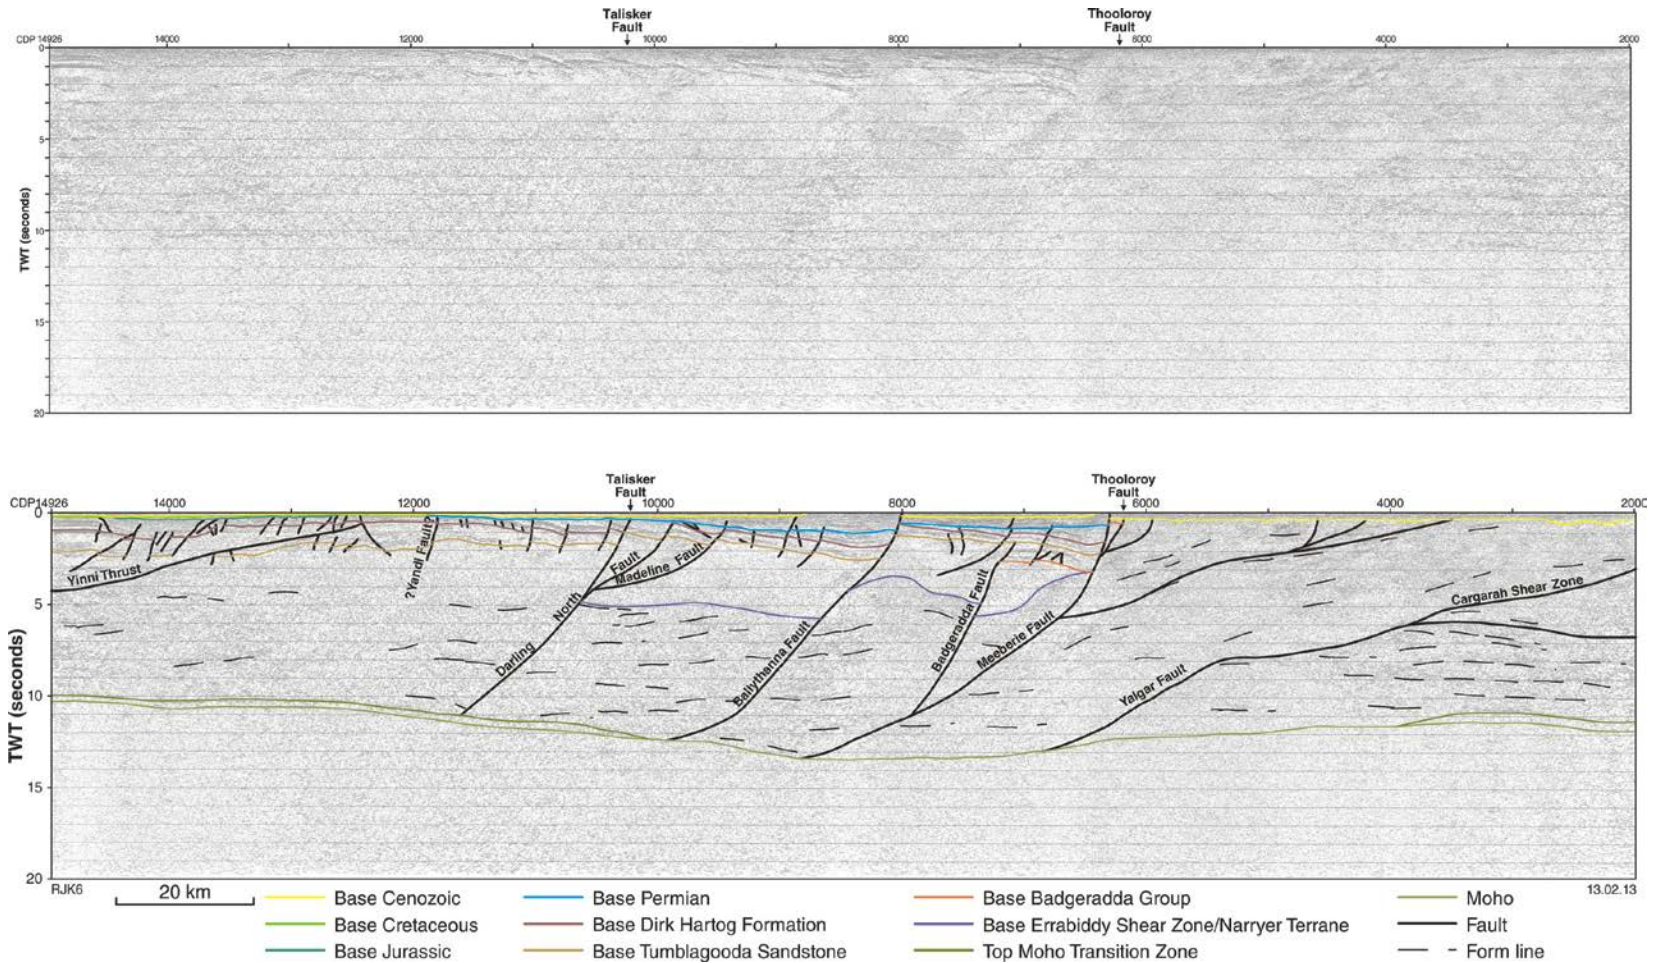 Talisker Fault
Thooloroy Fault
CDP 14926 14000 12000 10000 8000 6000 4000 2000
0
5
10
15
20
TWT (seconds)
Talisker Fault
Thooloroy Fault
CDP14926 14000 12000 10000 8000 6000 4000 2000
0
5
10
15
20
TWT (seconds)
Yinni Thrust
?Yandi Fault?
Darling North Fault
Madeline Fault
Ballythanna Fault
Badgeradda Fault
Meeberie Fault
Yalgar Fault
Cargarah Shear Zone
RJK6
13.02.13
20 km
Base Cenozoic
Base Cretaceous
Base Jurassic
Base Permian
Base Dirk Hartog Formation
Base Tumblagooda Sandstone
Base Badgeradda Group
Base Errabiddy Shear Zone/Narryer Terrane
Top Moho Transition Zone
Moho
Fault
Form line